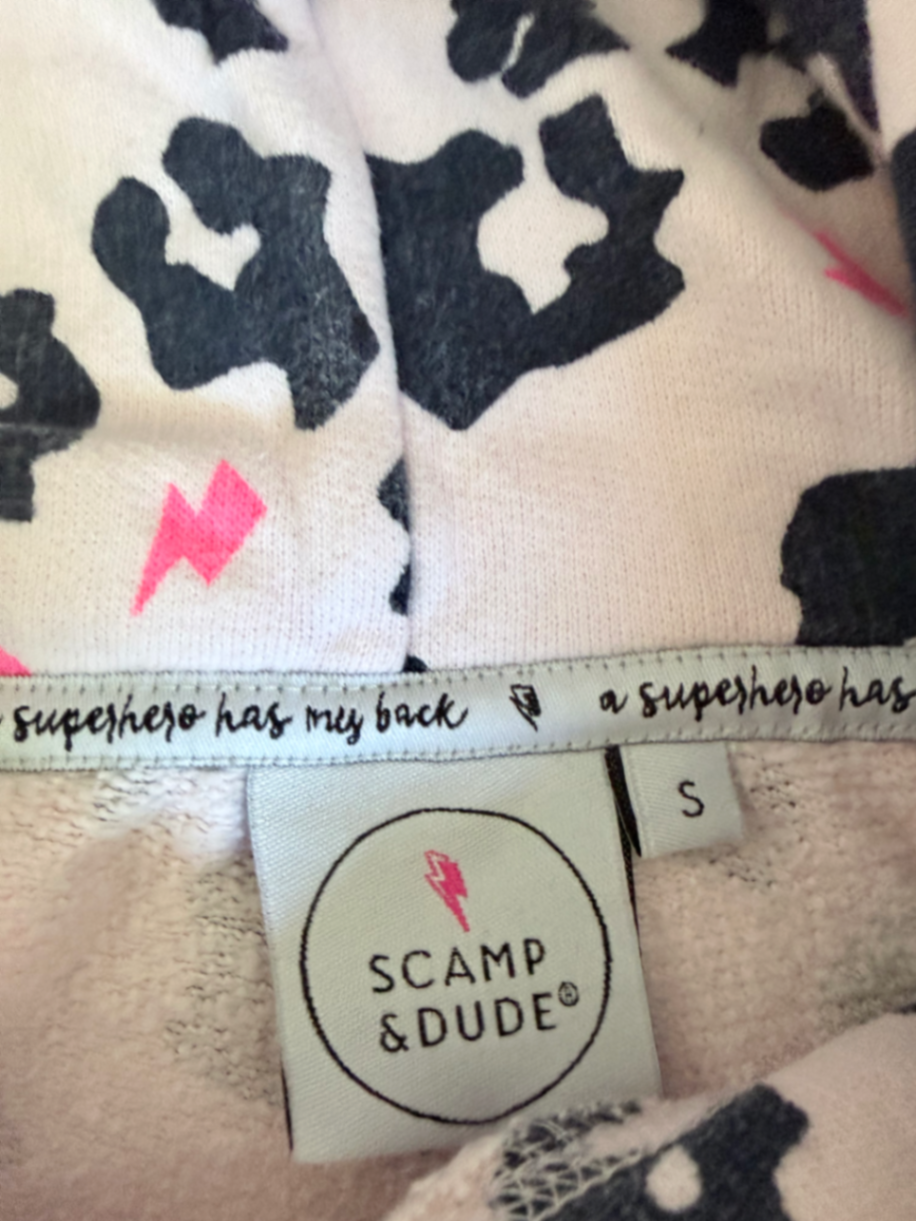 superhero has my back a superhero has
S
SCAMP
&DUDE®